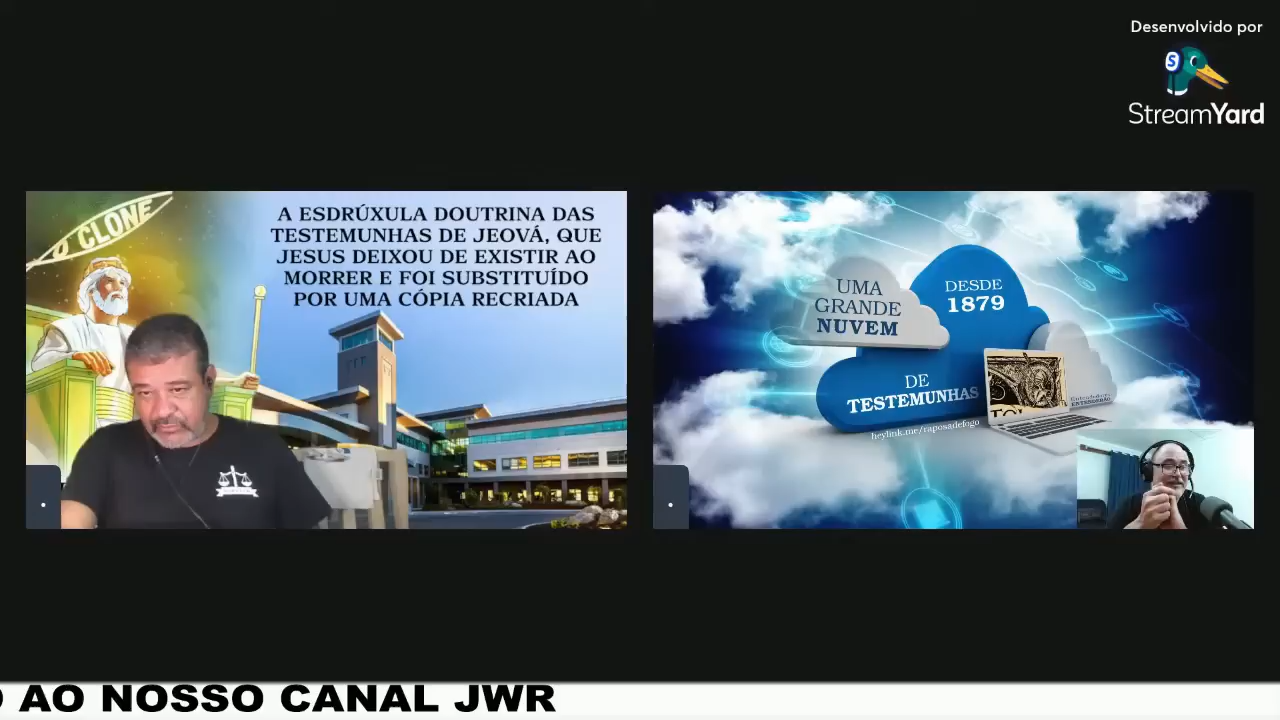 Desenvolvido por
S
StreamYard
O CLONE
A ESDRÚXULA DOUTRINA DAS
TESTEMUNHAS DE JEOVÁ, QUE
JESUS DEIXOU DE EXISTIR AO
MORRER E FOI SUBSTITUÍDO
POR UMA CÓPIA RECRIADA
UMA
GRANDE
NUVEM
DESDE
1879
DE
TESTEMUNHAS
heylink.me/raposadefogo
AO NOSSO CANAL JWR